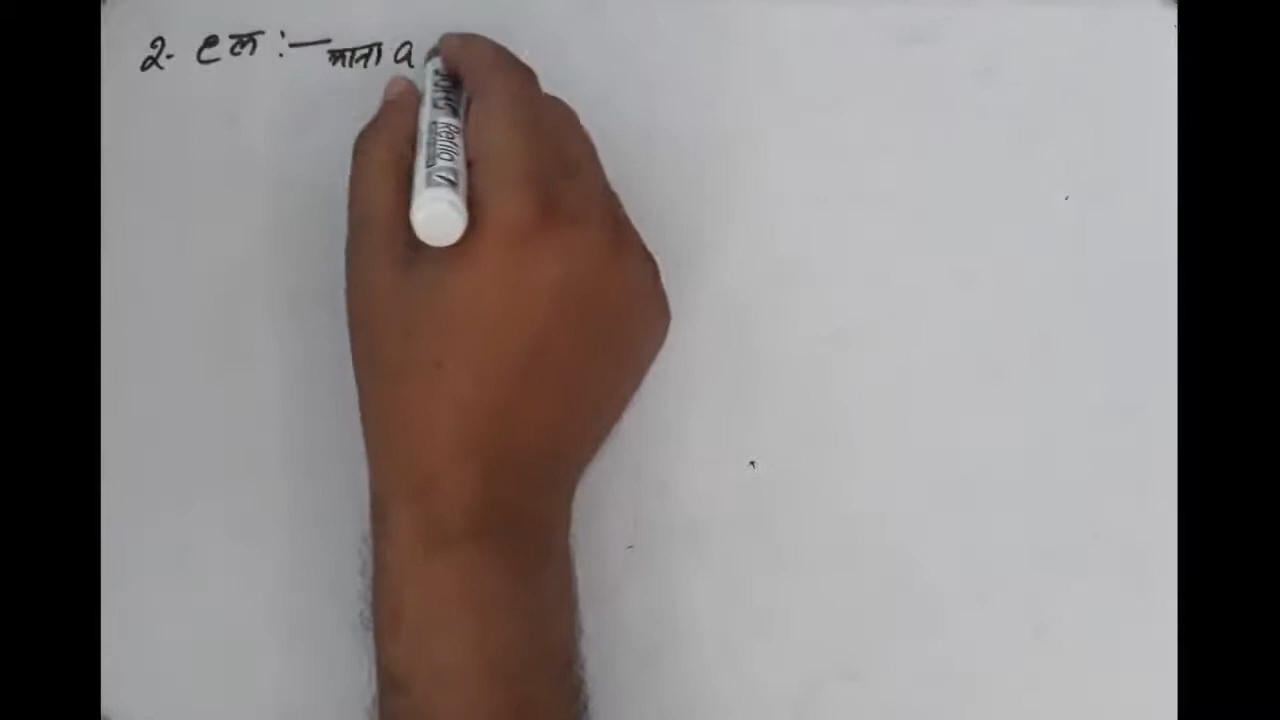 2. हल :— माना a